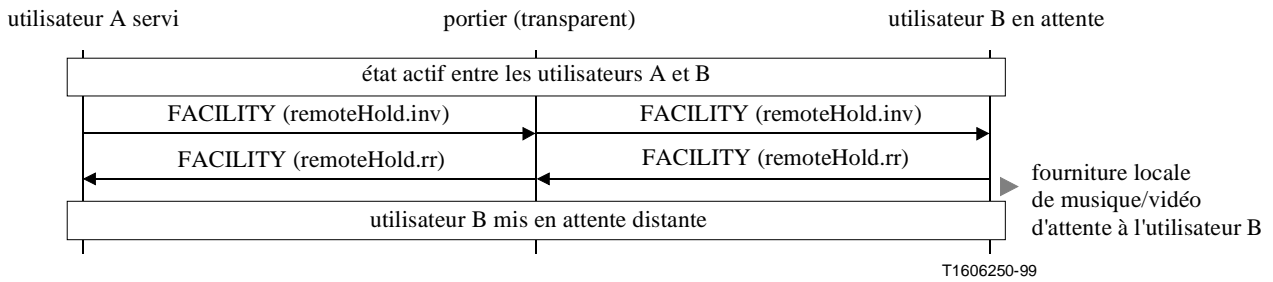 utilisateur A servi
portier (transparent)
utilisateur B en attente
état actif entre les utilisateurs A et B
FACILITY (remoteHold.inv)
FACILITY (remoteHold.inv)
FACILITY (remoteHold.rr)
FACILITY (remoteHold.rr)
fourniture locale
de musique/vidéo
d'attente à l'utilisateur B
utilisateur B mis en attente distante
T1606250-99